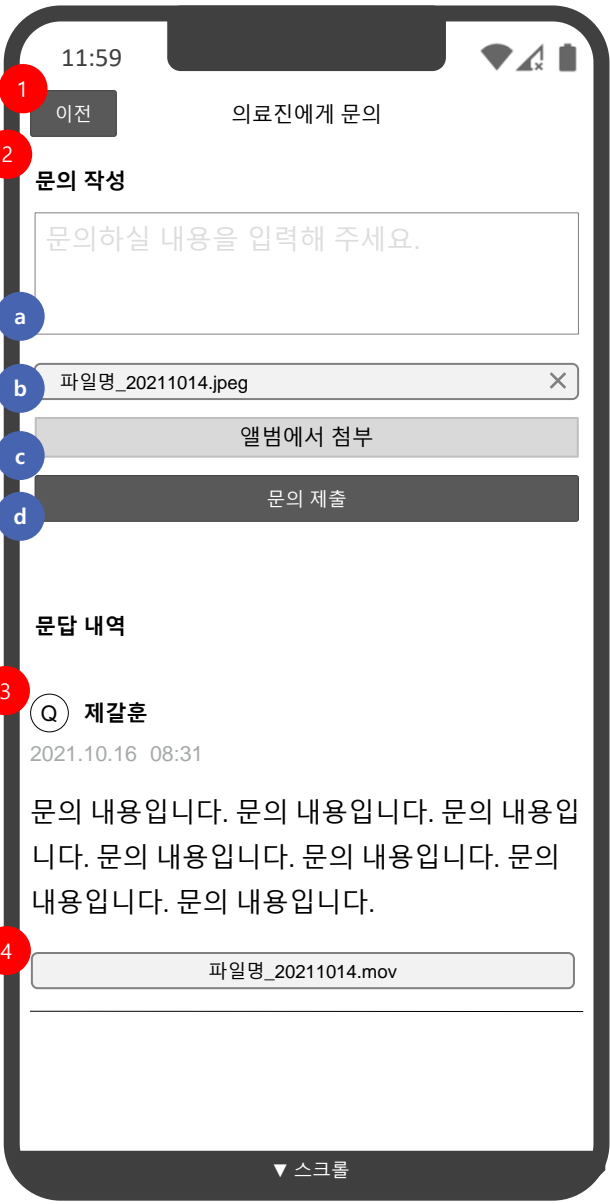 11:59
1
이전
의료진에게 문의
2
문의 작성
문의하실 내용을 입력해 주세요.
a
b
파일명_20211014.jpeg
앨범에서 첨부
c
문의 제출
d
문답 내역
3
Q 제갈훈
2021.10.16 08:31
문의 내용입니다. 문의 내용입니다. 문의 내용입
니다. 문의 내용입니다. 문의 내용입니다. 문의
내용입니다. 문의 내용입니다.
4
파일명_20211014.mov
▼ 스크롤